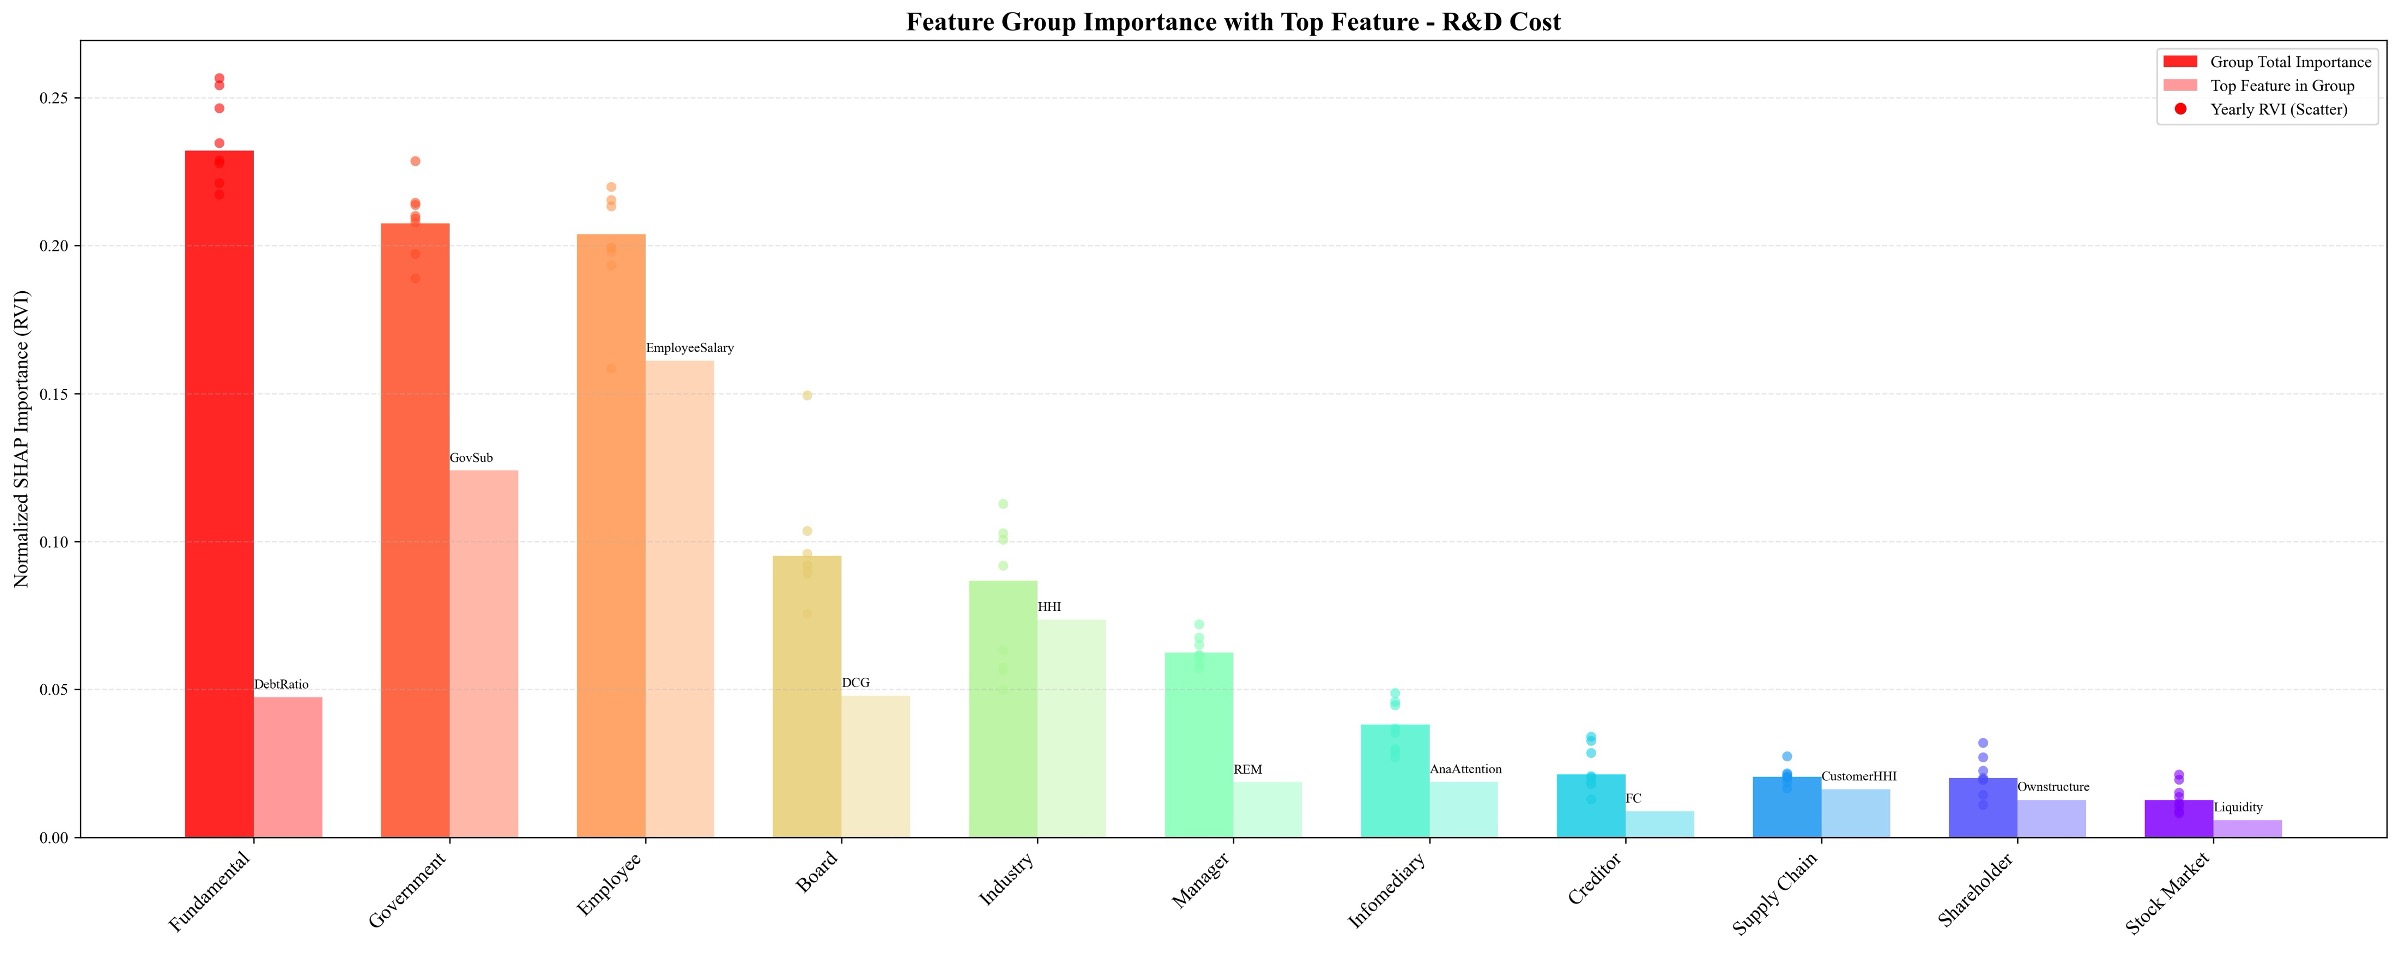 Feature Group Importance with Top Feature - R&D Cost
Group Total Importance
Top Feature in Group
Yearly RVI (Scatter)
Normalized SHAP Importance (RVI)
0.25
0.20
0.15
0.10
0.05
0.00
DebtRatio
GovSub
EmployeeSalary
DCG
HHI
REM
AnaAttention
FC
CustomerHHI
Ownstructure
Liquidity
Fundamental
Government
Employee
Board
Industry
Manager
Infomediary
Creditor
Supply Chain
Shareholder
Stock Market